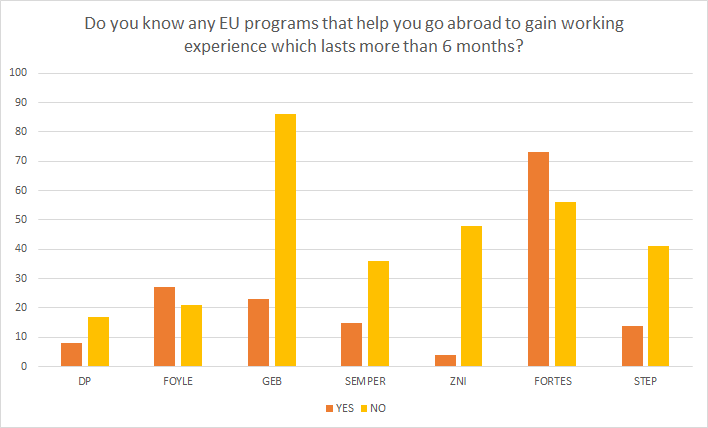 Do you know any EU programs that help you go abroad to gain working
experience which lasts more than 6 months?
100
90
80
70
60
50
40
30
20
10
0
DP FOYLE GEB SEMPER ZNI FORTES STEP
YES NO